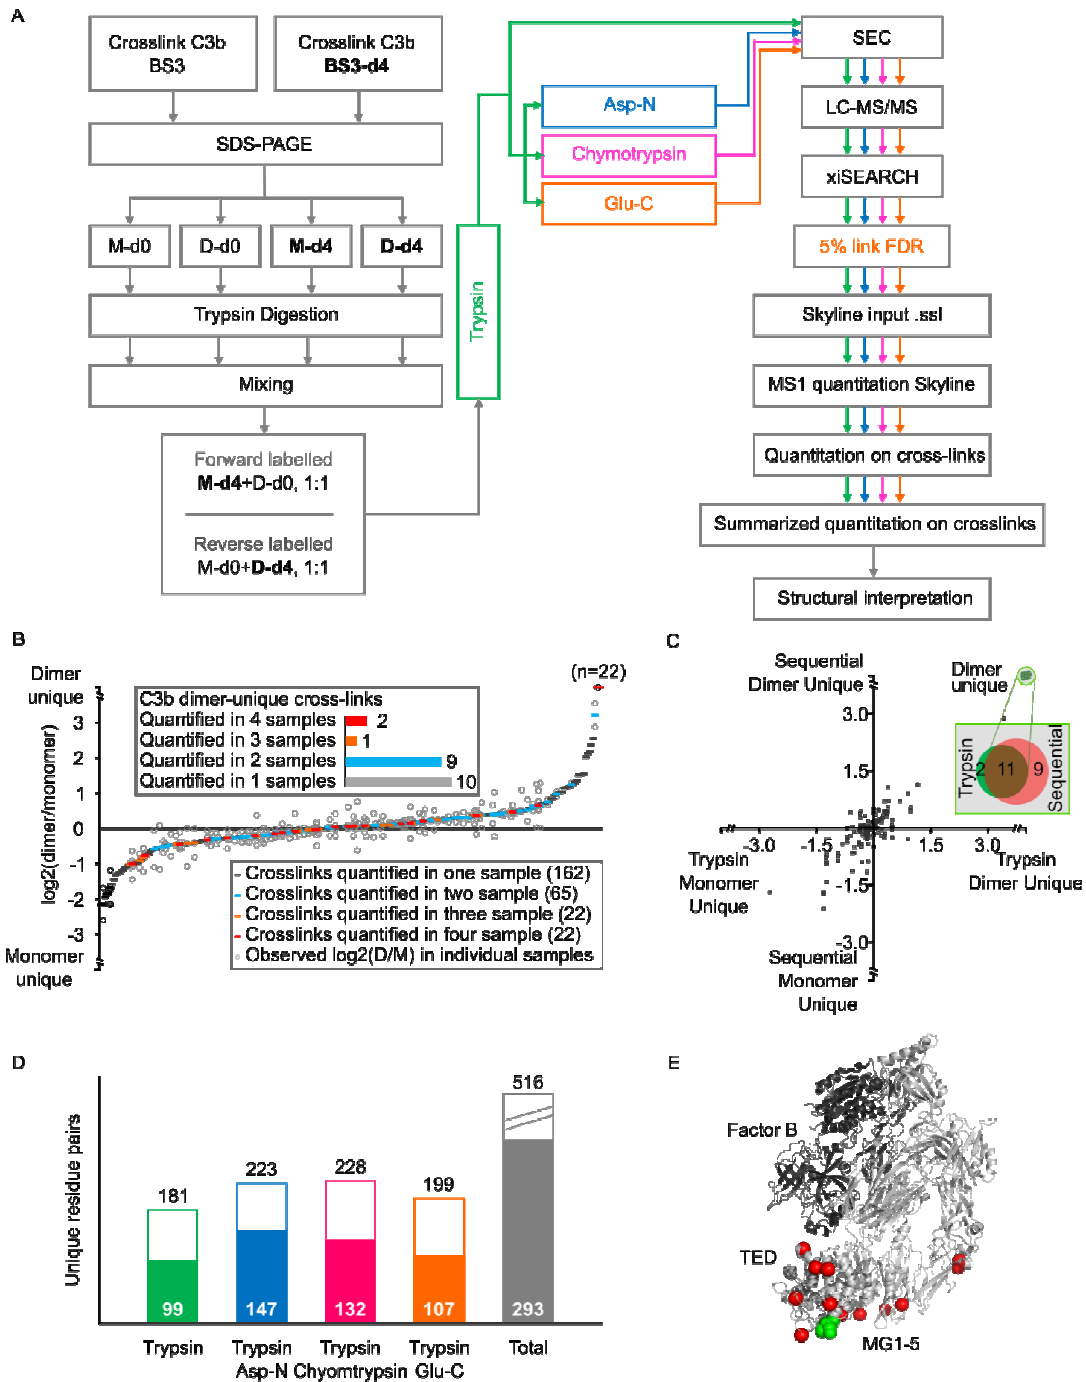 A
Crosslink C3b
BS3
Crosslink C3b
BS3-d4
SDS-PAGE
M-d0
D-d0
M-d4
D-d4
Trypsin Digestion
Mixing
Forward labelled
M-d4+D-d0, 1:1
Reverse labelled
M-d0+D-d4, 1:1
Trypsin
Asp-N
Chymotrypsin
Glu-C
SEC
LC-MS/MS
xiSEARCH
5% link FDR
Skyline input .ssl
MS1 quantitation Skyline
Quantitation on cross-links
Summarized quantitation on crosslinks
Structural interpretation
B
Dimer
unique
3
2
1
0
-1
-2
-3
Monomer
unique
log2(dimer/monomer)
(n=22)
C3b dimer-unique cross-links
Quantified in 4 samples 2
Quantified in 3 samples 1
Quantified in 2 samples 9
Quantified in 1 samples 10
Crosslinks quantified in one sample (162)
Crosslinks quantified in two sample (65)
Crosslinks quantified in three sample (22)
Crosslinks quantified in four sample (22)
Observed log2(D/M) in individual samples
C
Sequential
Dimer Unique
Dimer
unique
3.0
1.5
Trypsin
2
11
9
Sequential
-3.0
-1.5
1.5
3.0
Trypsin
Monomer
Unique
Trypsin
Dimer Unique
-1.5
-3.0
Sequential
Monomer
Unique
D
Unique residue pairs
181
223
228
199
516
99
147
132
107
293
Trypsin
Trypsin
Trypsin
Trypsin
Total
Asp-N
Chyomtrypsin
Glu-C
E
Factor B
TED
MG1-5